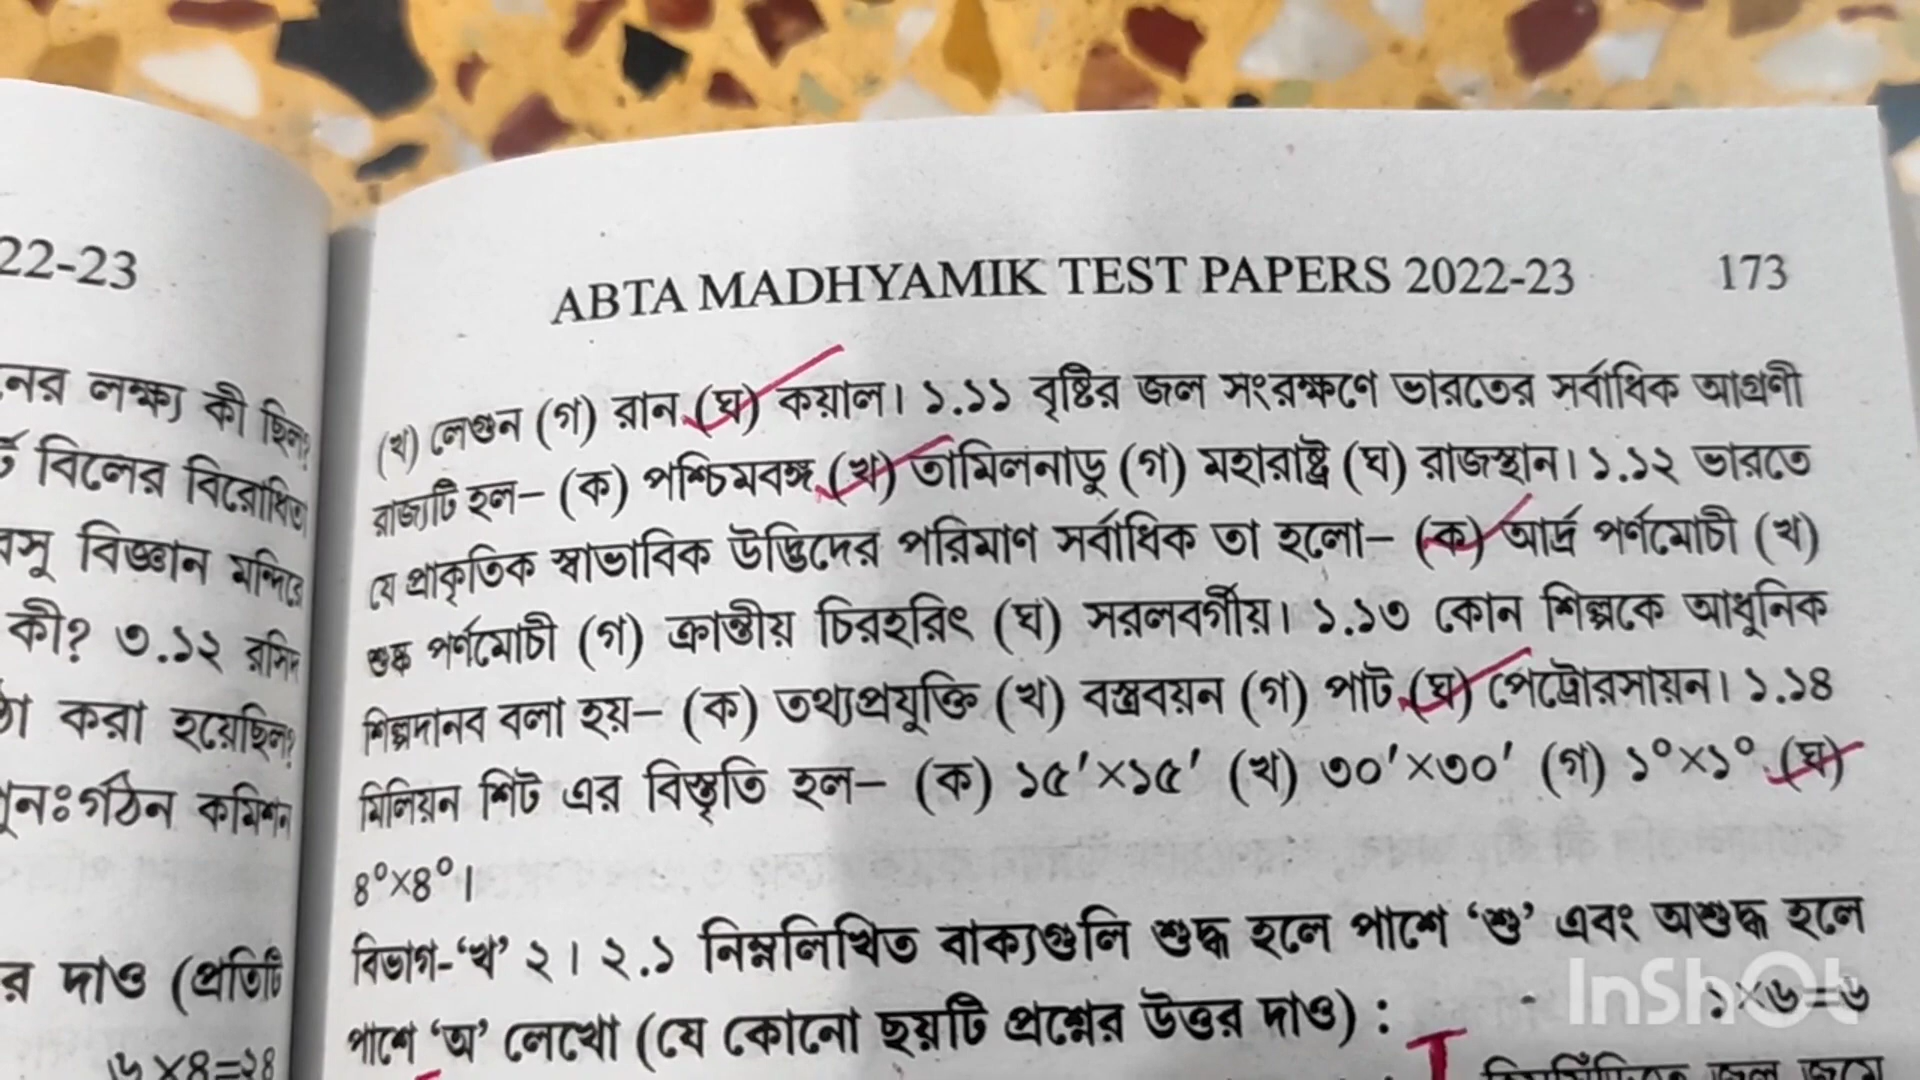 22-23
নের লক্ষ্য কী ছিল?
বিলের বিরোধিতা
বসু বিজ্ঞান মন্দিরে
কী? ৩.১২ রসিদ
করা হয়েছিল?
পুনঃর্গঠন কমিশন
র দাও (প্রতিটি
৬×৪=২৪
ABTA MADHYAMIK TEST PAPERS 2022-23 173
(খ) লেগুন (গ) রান (ঘ) কয়াল। ১.১১ বৃষ্টির জল সংরক্ষণে ভারতের সর্বাধিক আগ্রণী
রাজ্যটি হল– (ক) পশ্চিমবঙ্গ (খ) তামিলনাড়ু (গ) মহারাষ্ট্র (ঘ) রাজস্থান। ১.১২ ভারতে
যে প্রাকৃতিক স্বাভাবিক উদ্ভিদের পরিমাণ সর্বাধিক তা হলো– (ক) আর্দ্র পর্ণমোচী (খ)
শুষ্ক পর্ণমোচী (গ) ক্রান্তীয় চিরহরিৎ (ঘ) সরলবর্গীয়। ১.১৩ কোন শিল্পকে আধুনিক
শিল্পদানব বলা হয়– (ক) তথ্যপ্রযুক্তি (খ) বস্ত্রবয়ন (গ) পাট (ঘ) পেট্রোরসায়ন। ১.১৪
মিলিয়ন শিট এর বিস্তৃতি হল– (ক) ১৫′×১৫′ (খ) ৩০′×৩০′ (গ) ১°×১° (ঘ)
৪°×৪°।
বিভাগ-‘খ’ ২। ২.১ নিম্নলিখিত বাক্যগুলি শুদ্ধ হলে পাশে ‘শু’ এবং অশুদ্ধ হলে
পাশে ‘অ’ লেখো (যে কোনো ছয়টি প্রশ্নের উত্তর দাও) : ১×৬=৬
জল জমে
InShot